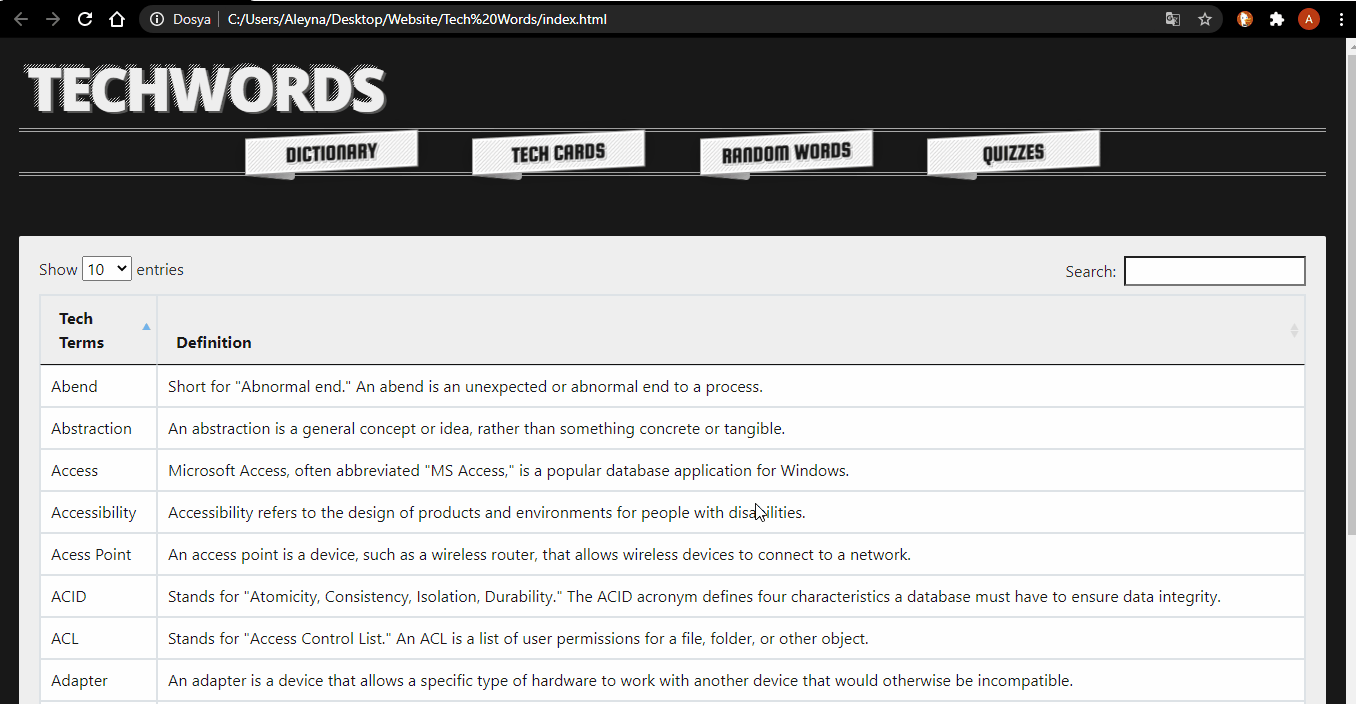 Dosya C:/Users/Aleyna/Desktop/Website/Tech%20Words/index.html A
TECHWORDS
DICTIONARY TECH CARDS RANDOM WORDS QUIZZES
Show 10 entries Search:
Tech Terms Definition
Abend Short for "Abnormal end." An abend is an unexpected or abnormal end to a process.
Abstraction An abstraction is a general concept or idea, rather than something concrete or tangible.
Access Microsoft Access, often abbreviated "MS Access," is a popular database application for Windows.
Accessibility Accessibility refers to the design of products and environments for people with disabilities.
Acess Point An access point is a device, such as a wireless router, that allows wireless devices to connect to a network.
ACID Stands for "Atomicity, Consistency, Isolation, Durability." The ACID acronym defines four characteristics a database must have to ensure data integrity.
ACL Stands for "Access Control List." An ACL is a list of user permissions for a file, folder, or other object.
Adapter An adapter is a device that allows a specific type of hardware to work with another device that would otherwise be incompatible.